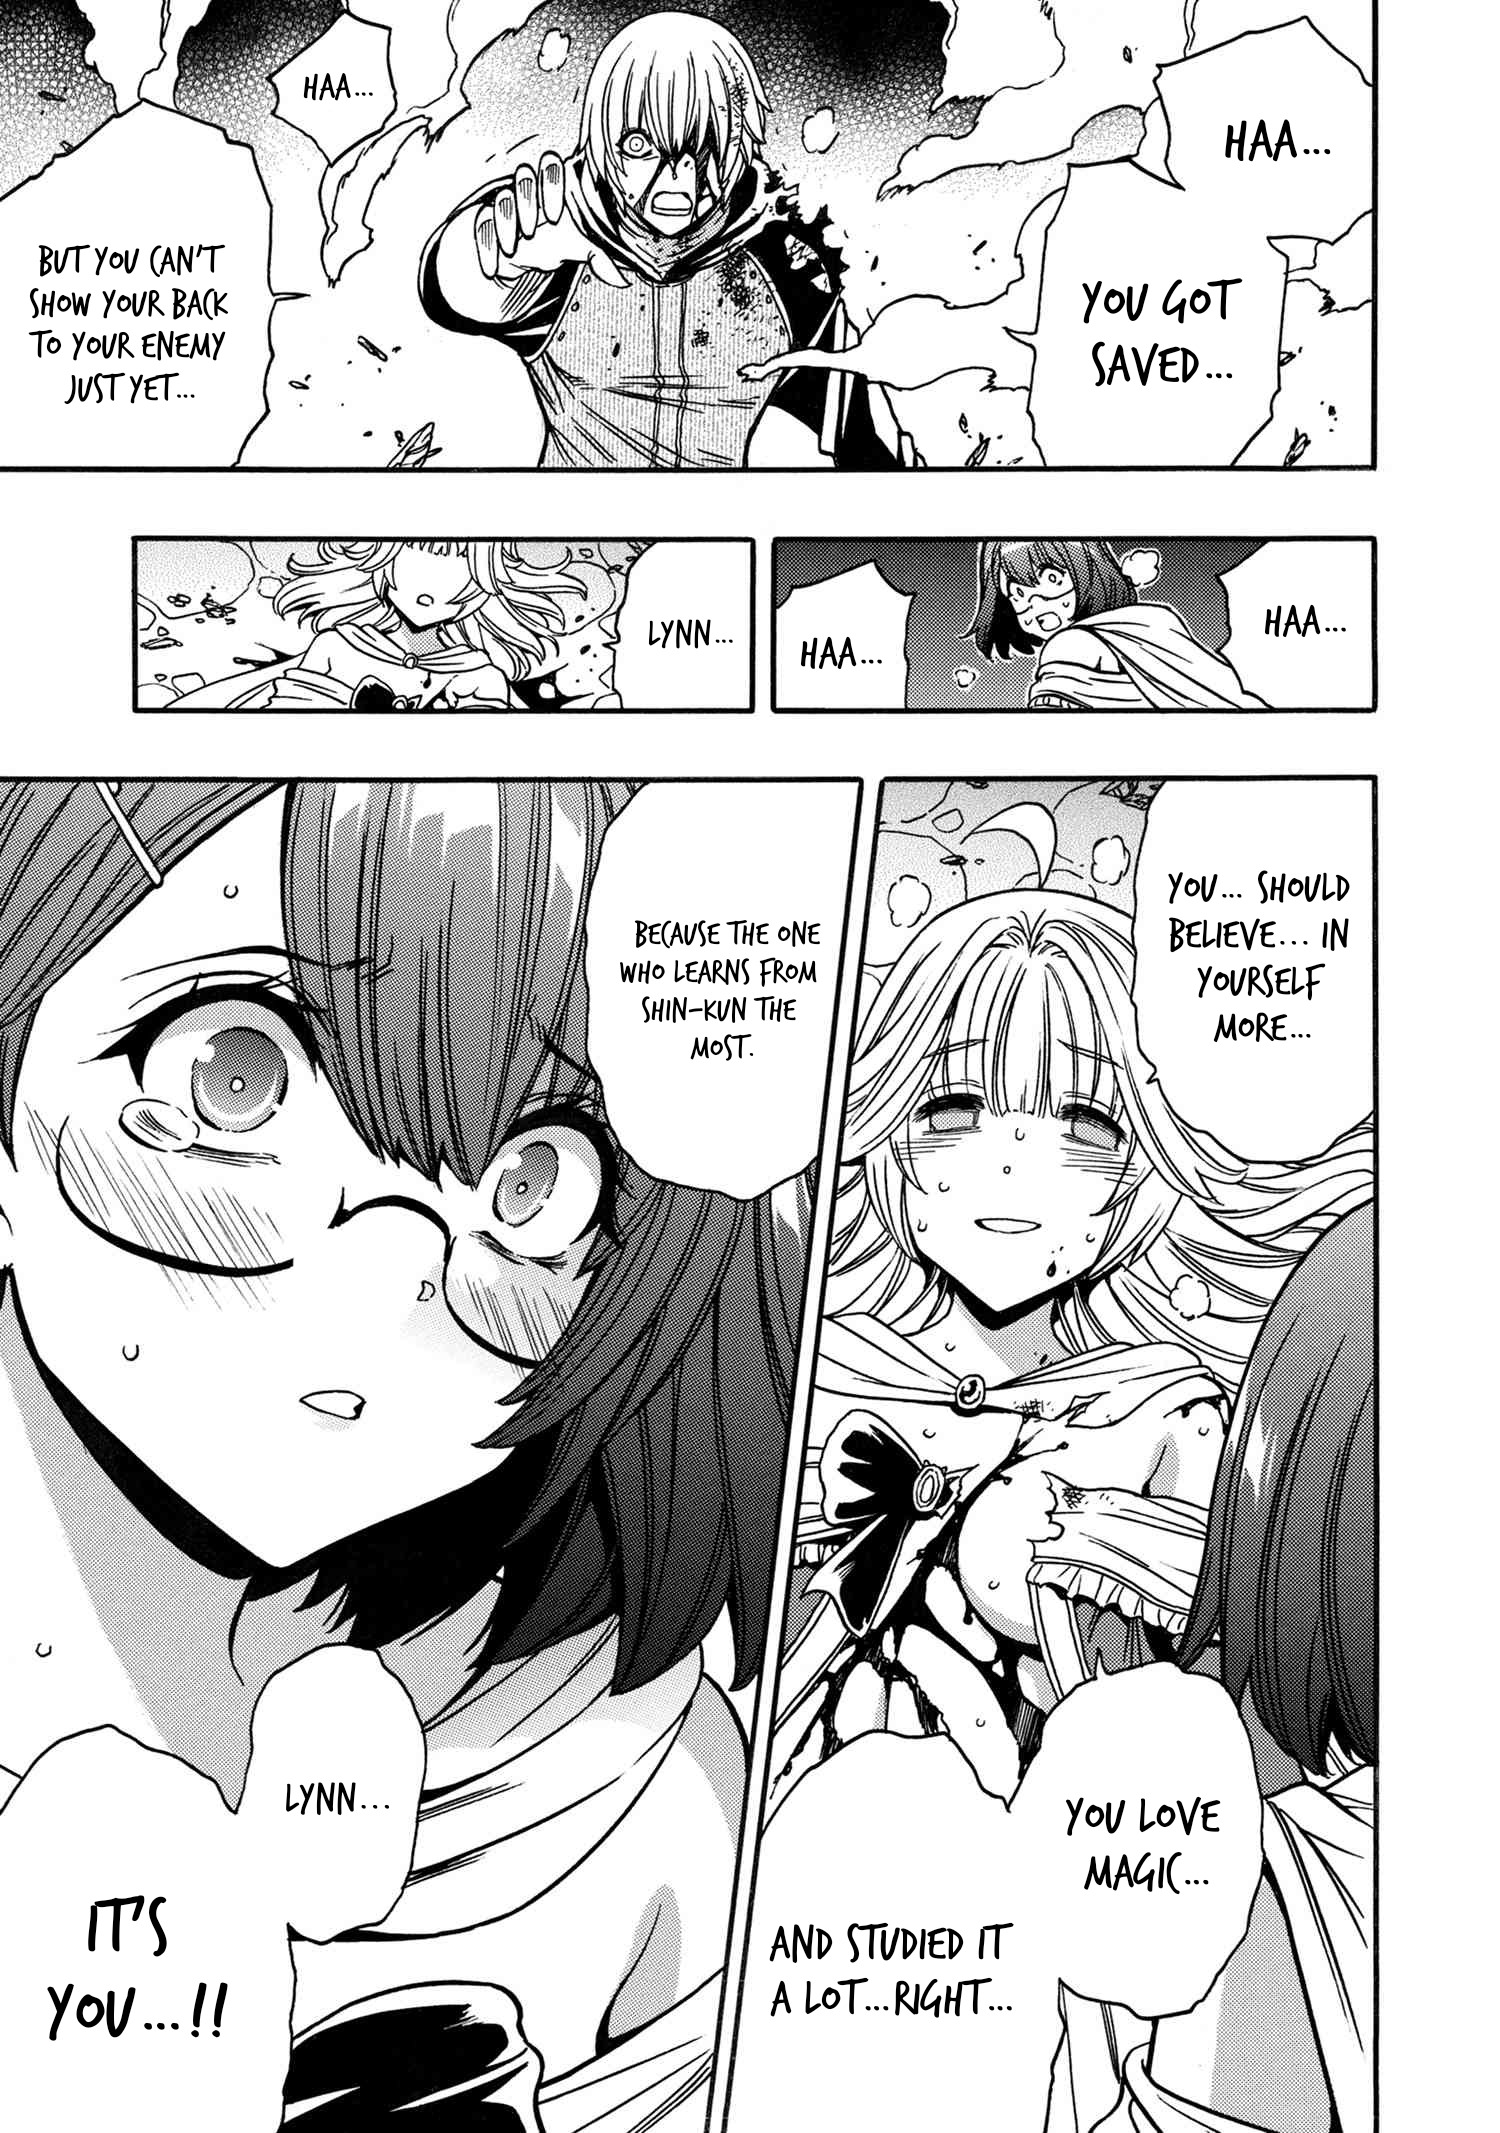 HAA...
YOU GOT
SAVED...
HAA...
BUT YOU CAN'T
SHOW YOUR BACK
TO YOUR ENEMY
JUST YET...
HAA...
HAA...
LYNN...
YOU... SHOULD
BELIEVE... IN
YOURSELF
MORE...
YOU LOVE
MAGIC...
AND STUDIED IT
A LOT...RIGHT...
BECAUSE THE ONE
WHO LEARNS FROM
SHIN-KUN THE
MOST.
LYNN...
IT'S
YOU...!!